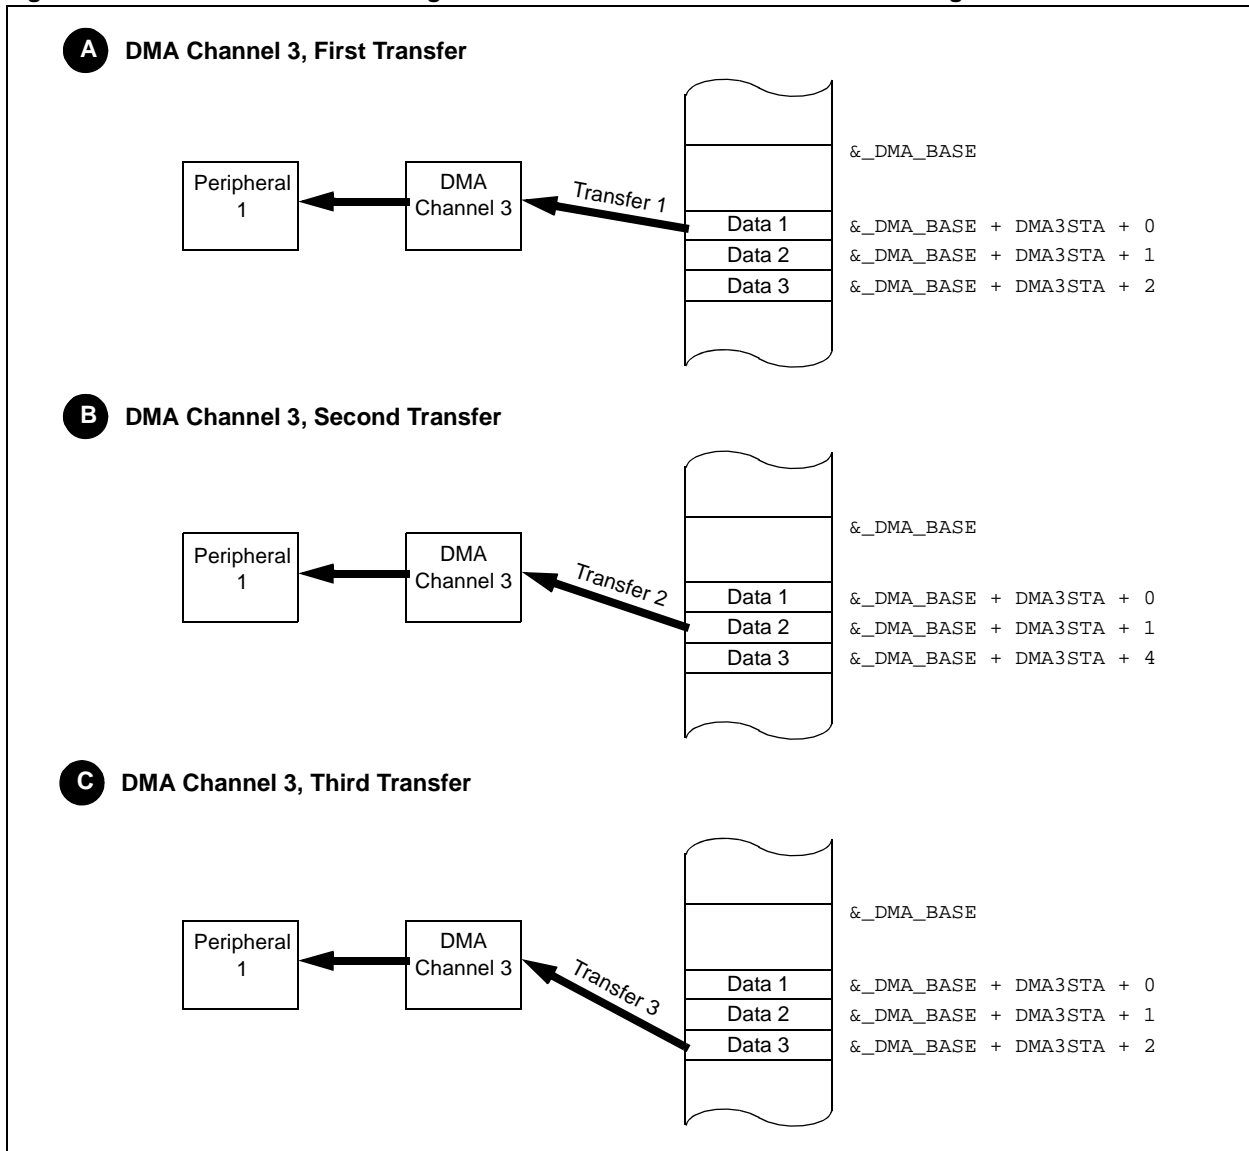 A DMA Channel 3, First Transfer
&_DMA_BASE
Peripheral
1
DMA
Channel 3
Transfer 1
Data 1 &_DMA_BASE + DMA3STA + 0
Data 2 &_DMA_BASE + DMA3STA + 1
Data 3 &_DMA_BASE + DMA3STA + 2
B DMA Channel 3, Second Transfer
&_DMA_BASE
Peripheral
1
DMA
Channel 3
Transfer 2
Data 1 &_DMA_BASE + DMA3STA + 0
Data 2 &_DMA_BASE + DMA3STA + 1
Data 3 &_DMA_BASE + DMA3STA + 4
C DMA Channel 3, Third Transfer
&_DMA_BASE
Peripheral
1
DMA
Channel 3
Transfer 3
Data 1 &_DMA_BASE + DMA3STA + 0
Data 2 &_DMA_BASE + DMA3STA + 1
Data 3 &_DMA_BASE + DMA3STA + 2